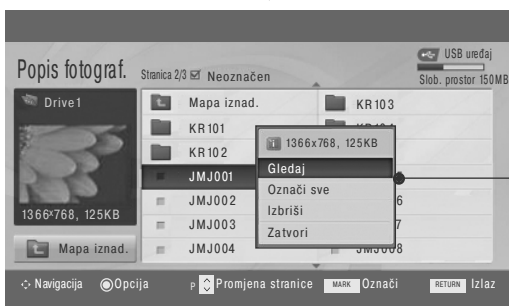 USB uređaj
Popis fotograf. Stranica 2/3 Neoznačen
Slob. prostor 150MB
Drive1
1366x768, 125KB
Mapa iznad.
Mapa iznad.
KR101
KR102
JMJ001
JMJ002
JMJ003
JMJ004
KR103
1366x768, 125KB
Gledaj
Označi sve
Izbriši
Zatvori
Navigacija Opcija P Promjena stranice MARK Označi RETURN Izlaz